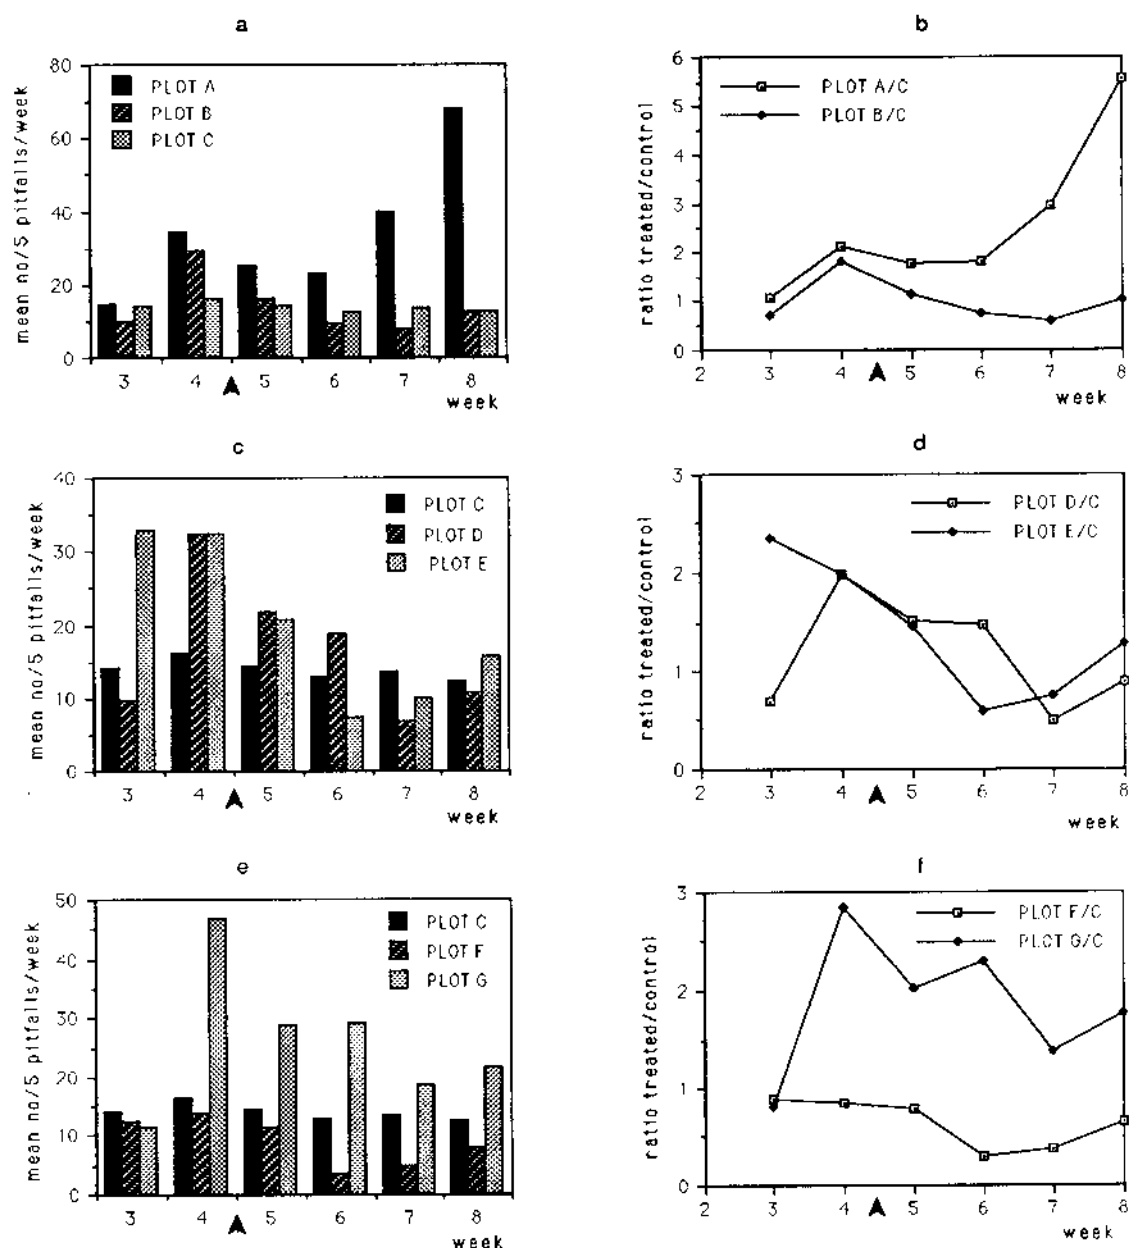 a
mean no/5 pitfalls/week
80
60
40
20
0
PLOT A
PLOT B
PLOT C
3 4 5 6 7 8
week
b
ratio treated/control
6
5
4
3
2
1
0
PLOT A/C
PLOT B/C
2 3 4 5 6 7 8
week
c
mean no/5 pitfalls/week
40
30
20
10
0
PLOT C
PLOT D
PLOT E
3 4 5 6 7 8
week
d
ratio treated/control
3
2
1
0
PLOT D/C
PLOT E/C
2 3 4 5 6 7 8
week
e
mean no/5 pitfalls/week
50
40
30
20
10
0
PLOT C
PLOT F
PLOT G
3 4 5 6 7 8
week
f
ratio treated/control
3
2
1
0
PLOT F/C
PLOT G/C
2 3 4 5 6 7 8
week